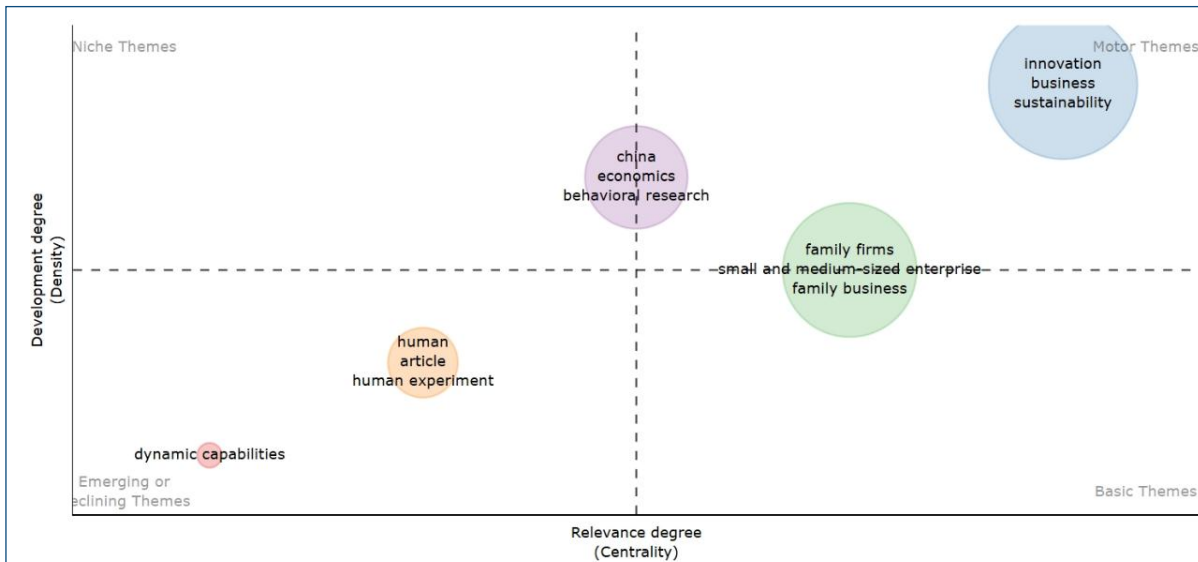 Niche Themes
Motor Themes
innovation
business
sustainability
china
economics
behavioral research
family firms
small and medium-sized enterprise
family business
Development degree
(Density)
human
article
human experiment
dynamic capabilities
Emerging or
eclining Themes
Basic Themes
Relevance degree
(Centrality)